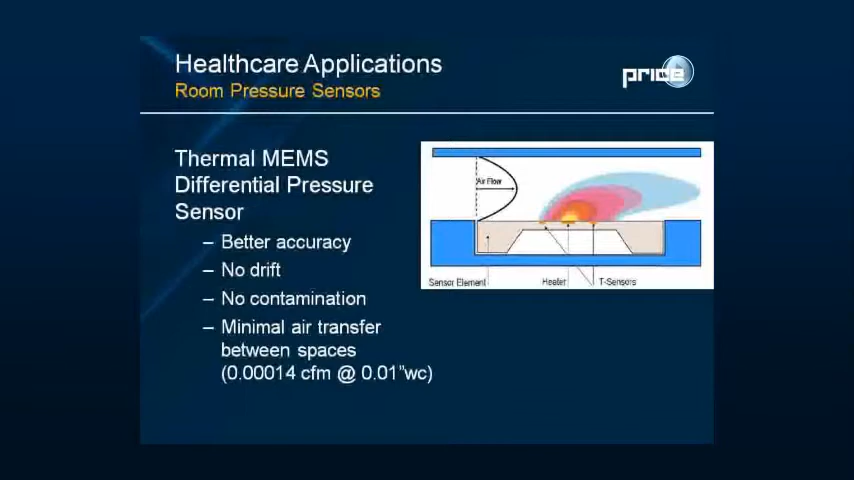 Healthcare Applications
Room Pressure Sensors
price
Thermal MEMS
Differential Pressure
Sensor
– Better accuracy
– No drift
– No contamination
– Minimal air transfer
between spaces
(0.00014 cfm @ 0.01"wc)
Air Flow
Sensor Element
Heater
T-Sensors